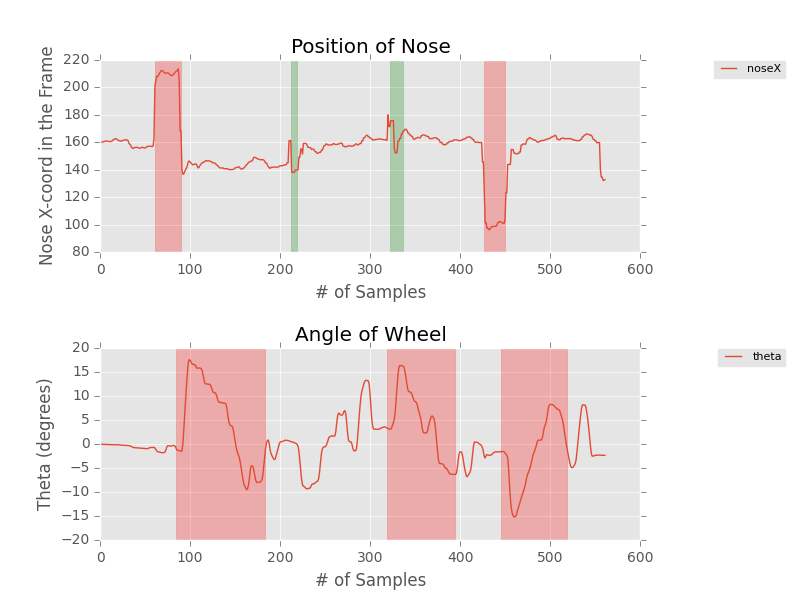 Position of Nose
noseX
220
200
180
160
140
120
100
80
Nose X-coord in the Frame
0 100 200 300 400 500 600
# of Samples
Angle of Wheel
theta
20
15
10
5
0
−5
−10
−15
−20
Theta (degrees)
0 100 200 300 400 500 600
# of Samples